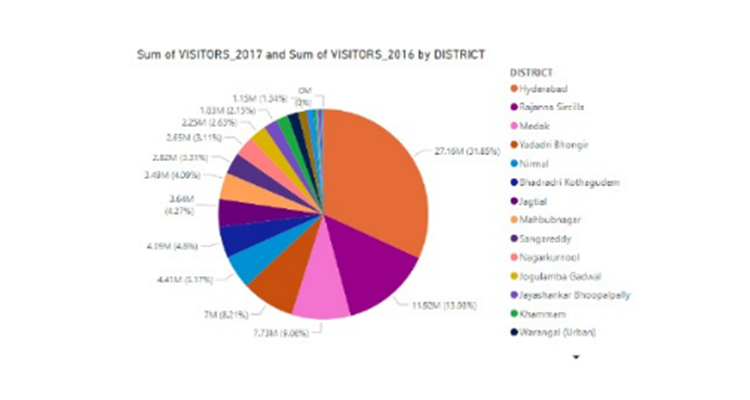 Sum of VISITORS_2017 and Sum of VISITORS_2016 by DISTRICT
DISTRICT
Hyderabad
Rajanna Sircilla
Medak
Yadadri Bhongir
Nirmal
Bhadradri Kothagudem
Jagtial
Mahbubnagar
Sangareddy
Nagarkurnool
Jogulamba Gadwal
Jayashankar Bhoopalpally
Khammam
Warangal (Urban)
0M
(0%)
27.16M (31.85%)
11.92M (13.98%)
7.73M (9.06%)
7M (8.21%)
4.41M (5.17%)
4.09M (4.8%)
3.64M
(4.27%)
3.49M (4.09%)
2.82M (3.31%)
2.65M (3.11%)
2.25M (2.63%)
1.83M (2.15%)
1.15M (1.34%)